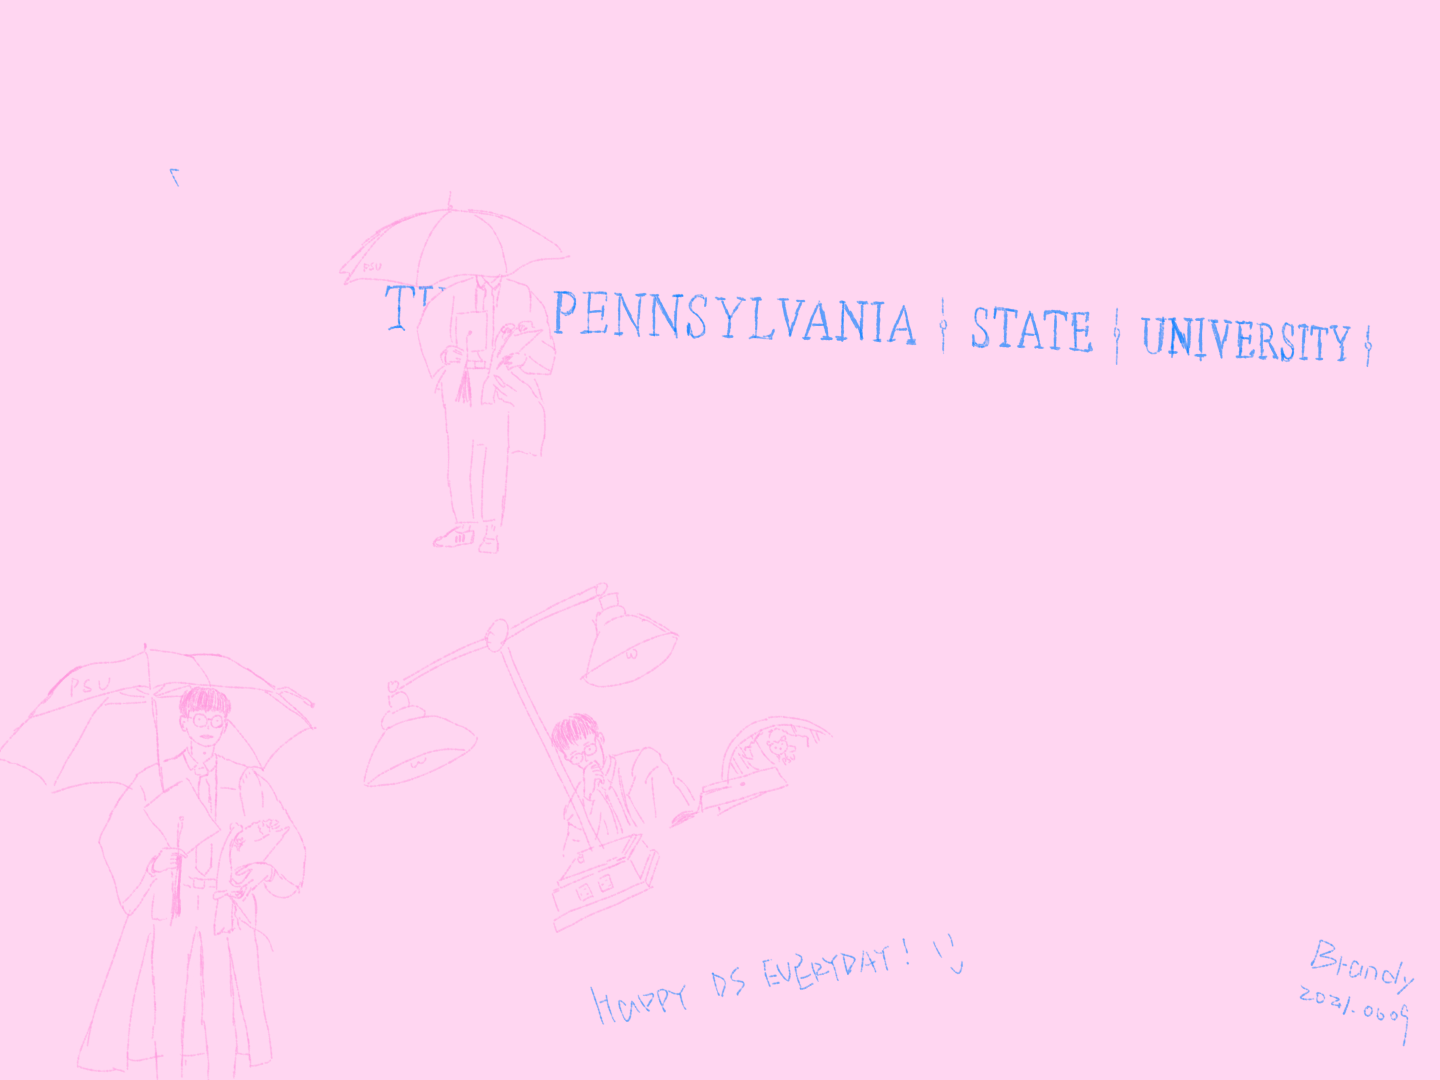 PSU
PENNSYLVANIA STATE UNIVERSITY
PSU
HAPPY DS EVERYDAY! :)
Brandy
2021.0609